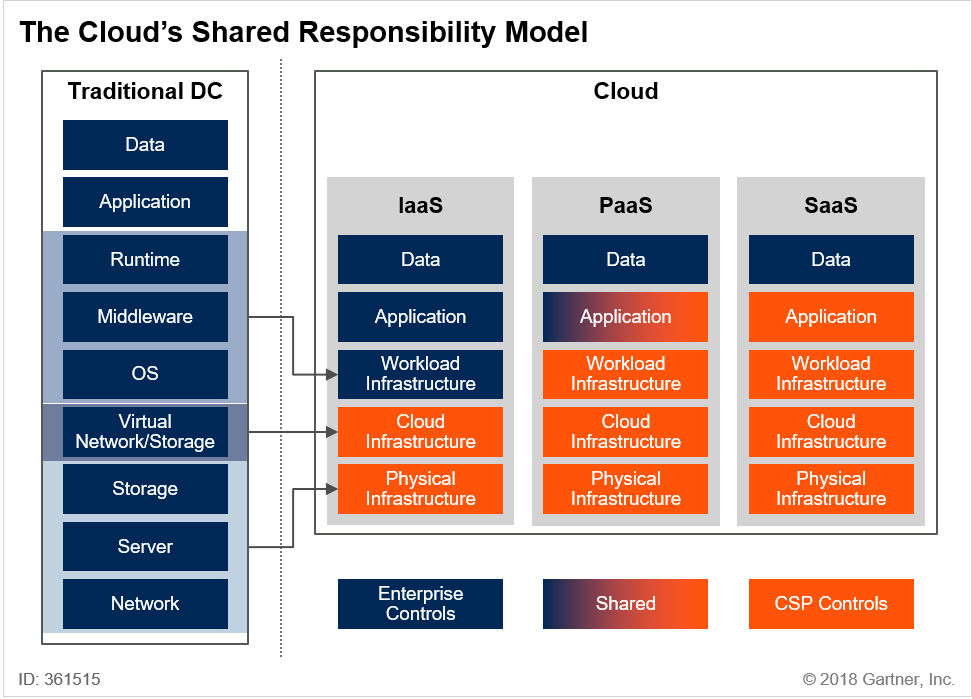 The Cloud’s Shared Responsibility Model
Traditional DC
Data
Application
Runtime
Middleware
OS
Virtual
Network/Storage
Storage
Server
Network
Cloud
IaaS
Data
Application
Workload
Infrastructure
Cloud
Infrastructure
Physical
Infrastructure
PaaS
Data
Application
Workload
Infrastructure
Cloud
Infrastructure
Physical
Infrastructure
SaaS
Data
Application
Workload
Infrastructure
Cloud
Infrastructure
Physical
Infrastructure
Enterprise
Controls
Shared
CSP Controls
ID: 361515
© 2018 Gartner, Inc.